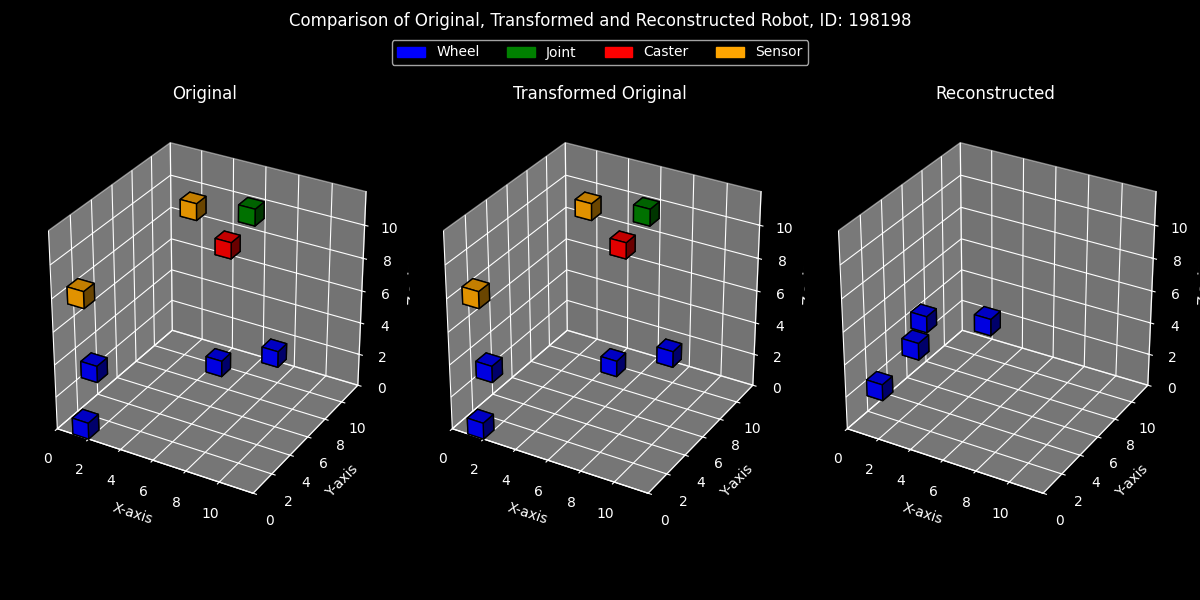 Comparison of Original, Transformed and Reconstructed Robot, ID: 198198
Wheel Joint Caster Sensor
Original Transformed Original Reconstructed
10 8 6 4 2 0
0 2 4 6 8 10
X-axis
0 2 4 6 8 10
Y-axis
10 8 6 4 2 0
0 2 4 6 8 10
X-axis
0 2 4 6 8 10
Y-axis
10 8 6 4 2 0
0 2 4 6 8 10
X-axis
0 2 4 6 8 10
Y-axis